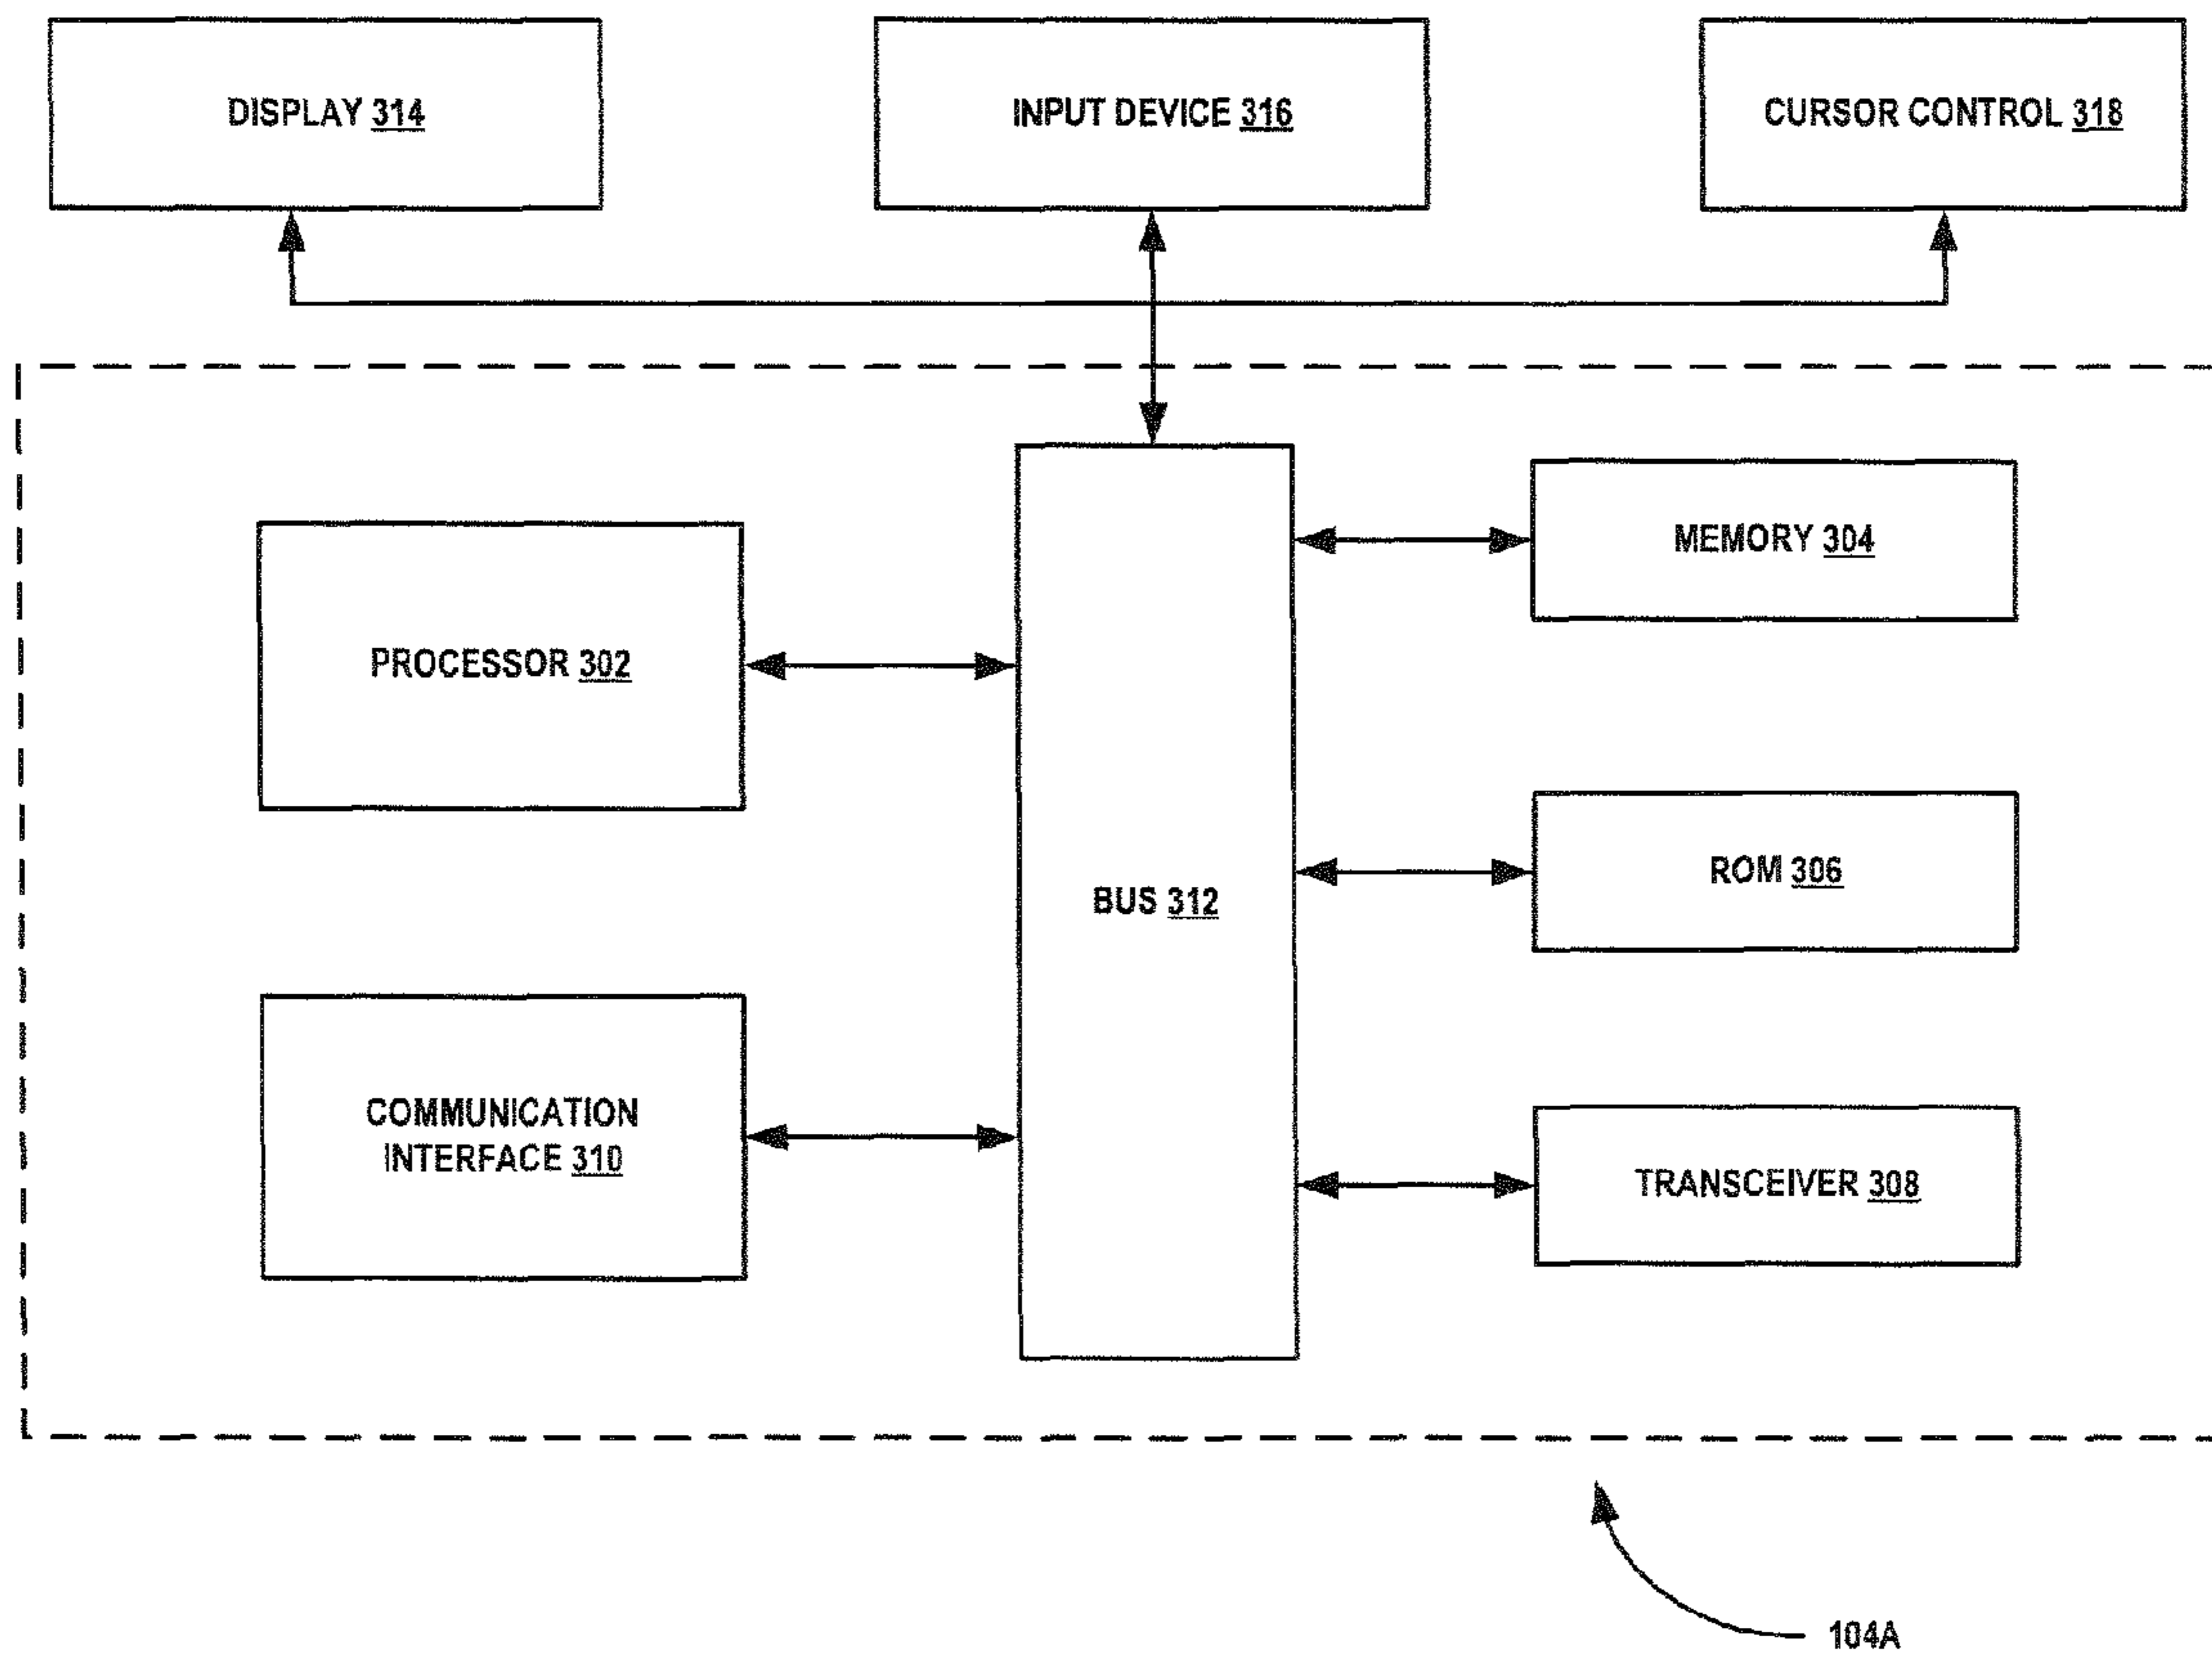 DISPLAY 314
INPUT DEVICE 316
CURSOR CONTROL 318
MEMORY 304
PROCESSOR 302
ROM 306
BUS 312
COMMUNICATION
INTERFACE 310
TRANSCEIVER 308
104A